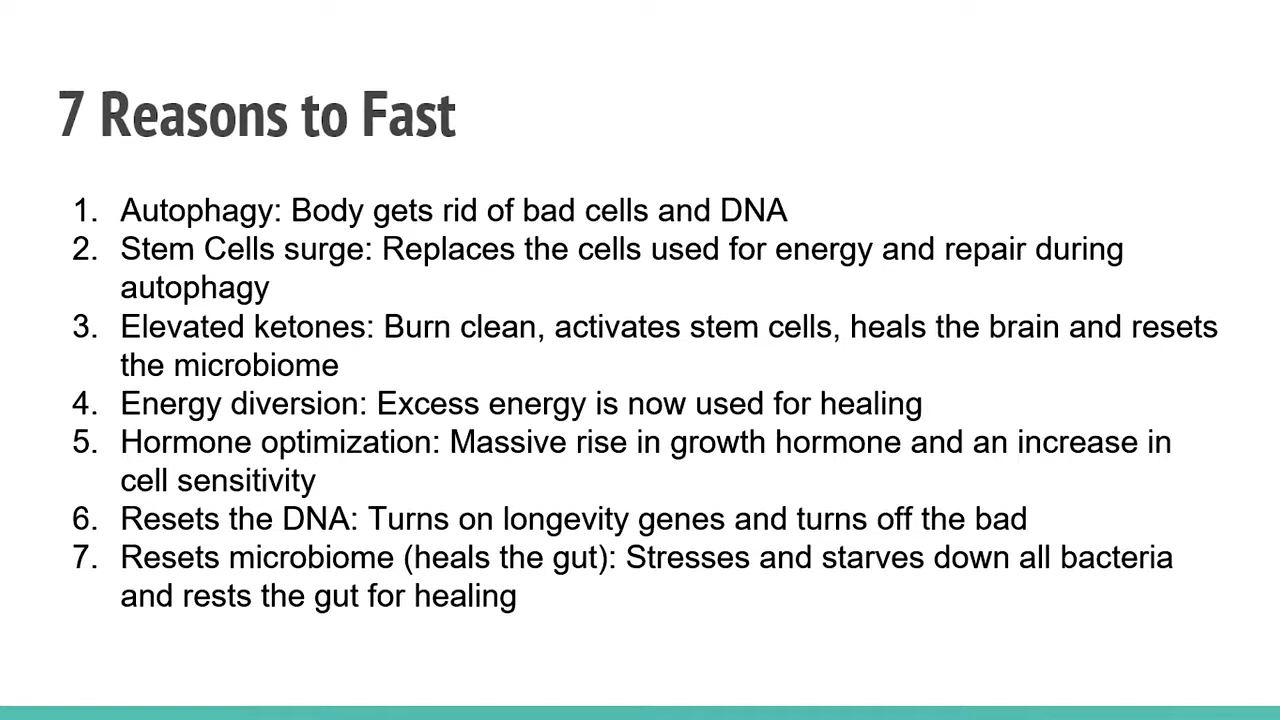 7 Reasons to Fast
1. Autophagy: Body gets rid of bad cells and DNA
2. Stem Cells surge: Replaces the cells used for energy and repair during
autophagy
3. Elevated ketones: Burn clean, activates stem cells, heals the brain and resets
the microbiome
4. Energy diversion: Excess energy is now used for healing
5. Hormone optimization: Massive rise in growth hormone and an increase in
cell sensitivity
6. Resets the DNA: Turns on longevity genes and turns off the bad
7. Resets microbiome (heals the gut): Stresses and starves down all bacteria
and rests the gut for healing